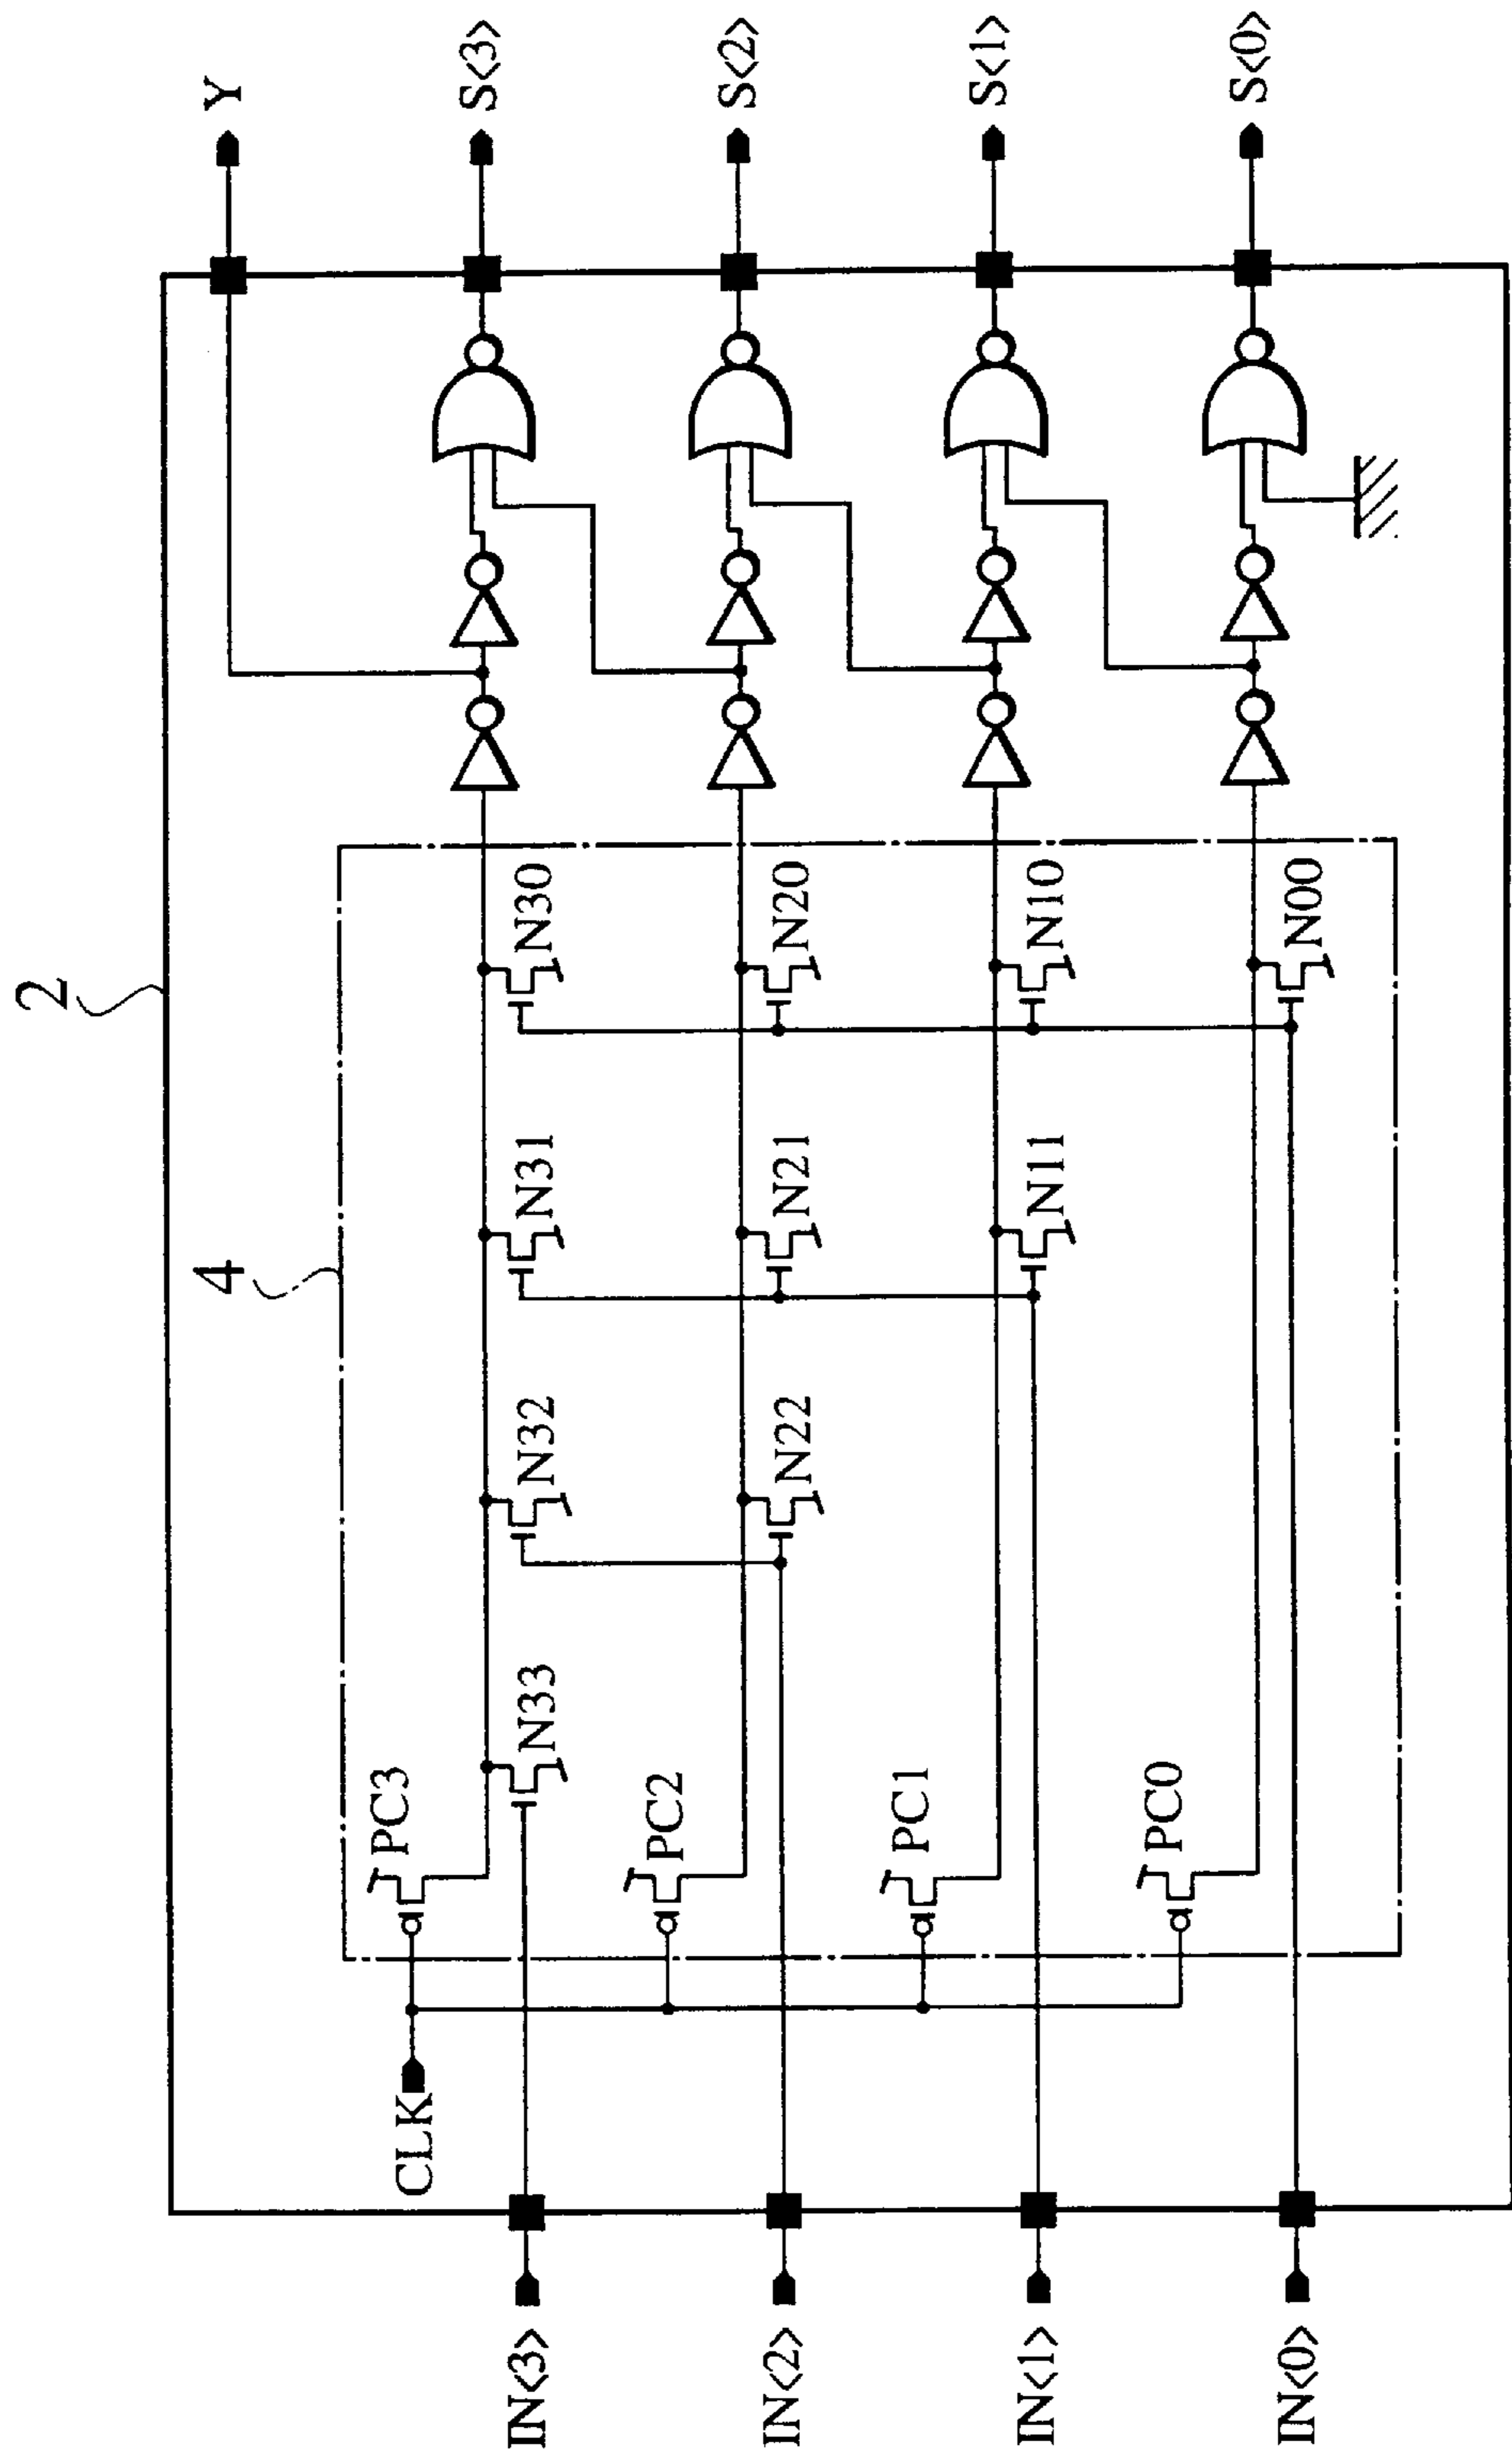 2
4
Y
S<3>
S<2>
S<1>
S<0>
N30
N20
N10
N00
N31
N21
N11
N32
N22
N33
PC3
PC2
PC1
PC0
CLK
IN<3>
IN<2>
IN<1>
IN<0>